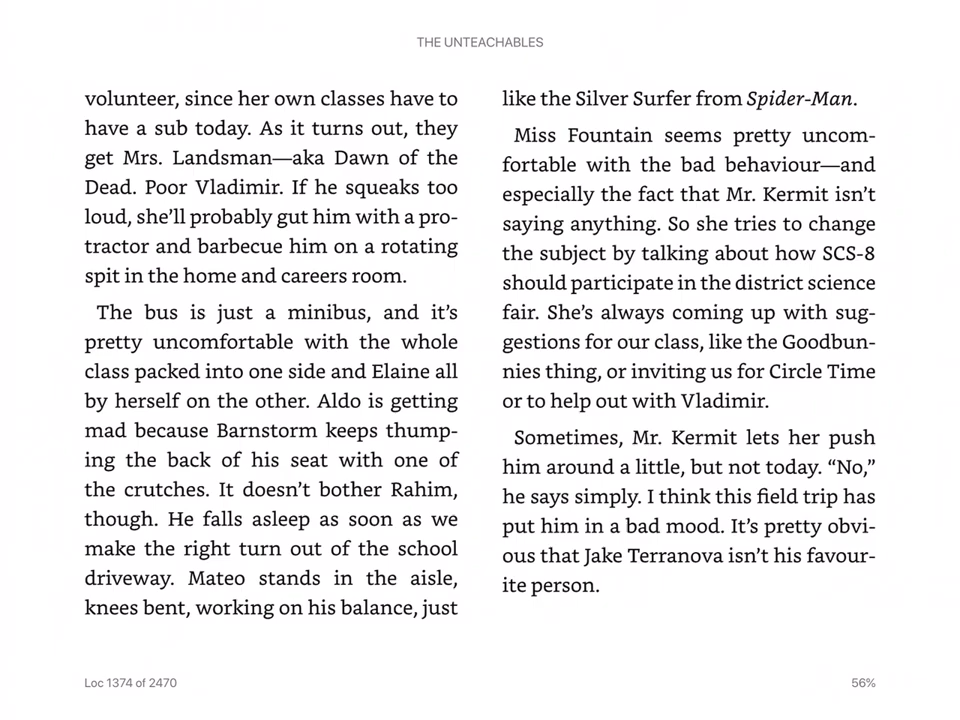 THE UNTEACHABLES
volunteer, since her own classes have to
have a sub today. As it turns out, they
get Mrs. Landsman—aka Dawn of the
Dead. Poor Vladimir. If he squeaks too
loud, she’ll probably gut him with a pro-
tractor and barbecue him on a rotating
spit in the home and careers room.
The bus is just a minibus, and it’s
pretty uncomfortable with the whole
class packed into one side and Elaine all
by herself on the other. Aldo is getting
mad because Barnstorm keeps thump-
ing the back of his seat with one of
the crutches. It doesn’t bother Rahim,
though. He falls asleep as soon as we
make the right turn out of the school
driveway. Mateo stands in the aisle,
knees bent, working on his balance, just
like the Silver Surfer from Spider-Man.
Miss Fountain seems pretty uncom-
fortable with the bad behaviour—and
especially the fact that Mr. Kermit isn’t
saying anything. So she tries to change
the subject by talking about how SCS-8
should participate in the district science
fair. She’s always coming up with sug-
gestions for our class, like the Goodbun-
nies thing, or inviting us for Circle Time
or to help out with Vladimir.
Sometimes, Mr. Kermit lets her push
him around a little, but not today. “No,”
he says simply. I think this field trip has
put him in a bad mood. It’s pretty obvi-
ous that Jake Terranova isn’t his favour-
ite person.
Loc 1374 of 2470
56%